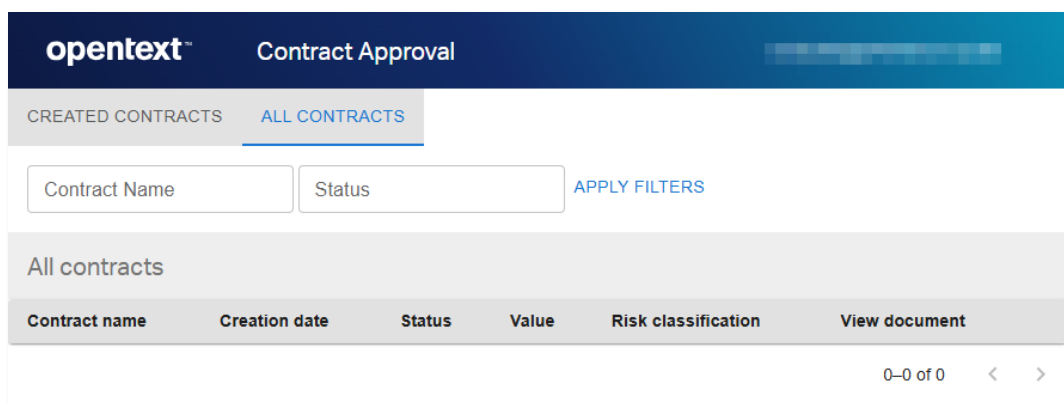 opentext™ Contract Approval
CREATED CONTRACTS ALL CONTRACTS
Contract Name Status APPLY FILTERS
All contracts
Contract name Creation date Status Value Risk classification View document
0–0 of 0